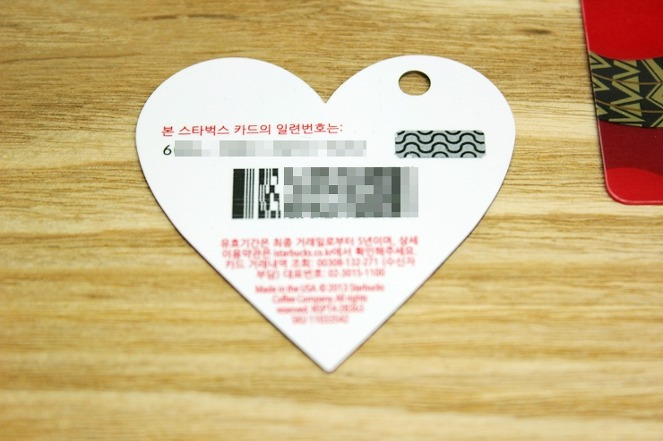 본 스타벅스 카드의 일련번호는:
6
유효기간은 최종 거래일로부터 5년이며, 상세
이용약관은 istarbucks.co.kr에서 확인해주세요.
카드 거래내역 조회: 00308-132-271 (수신자
부담) 대표번호: 02-3015-1100
Made in the USA. © 2013 Starbucks
Coffee Company. All rights
reserved.
SKU